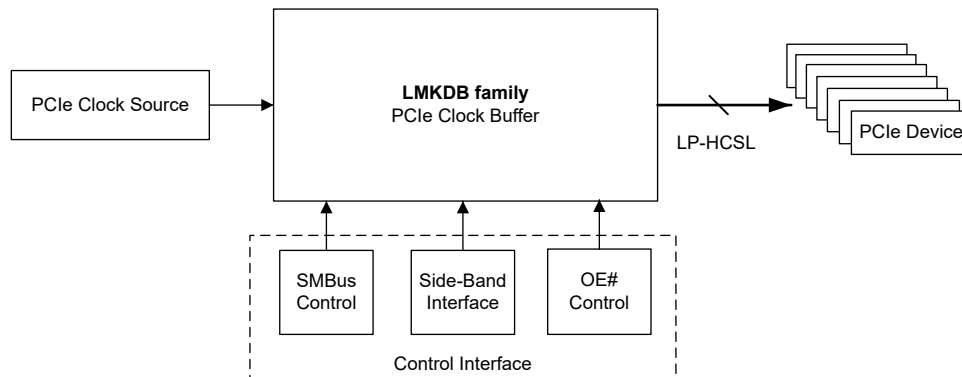 PCIe Clock Source
LMKDB family
PCIe Clock Buffer
LP-HCSL
PCIe Device
SMBus
Control
Side-Band
Interface
OE#
Control
Control Interface